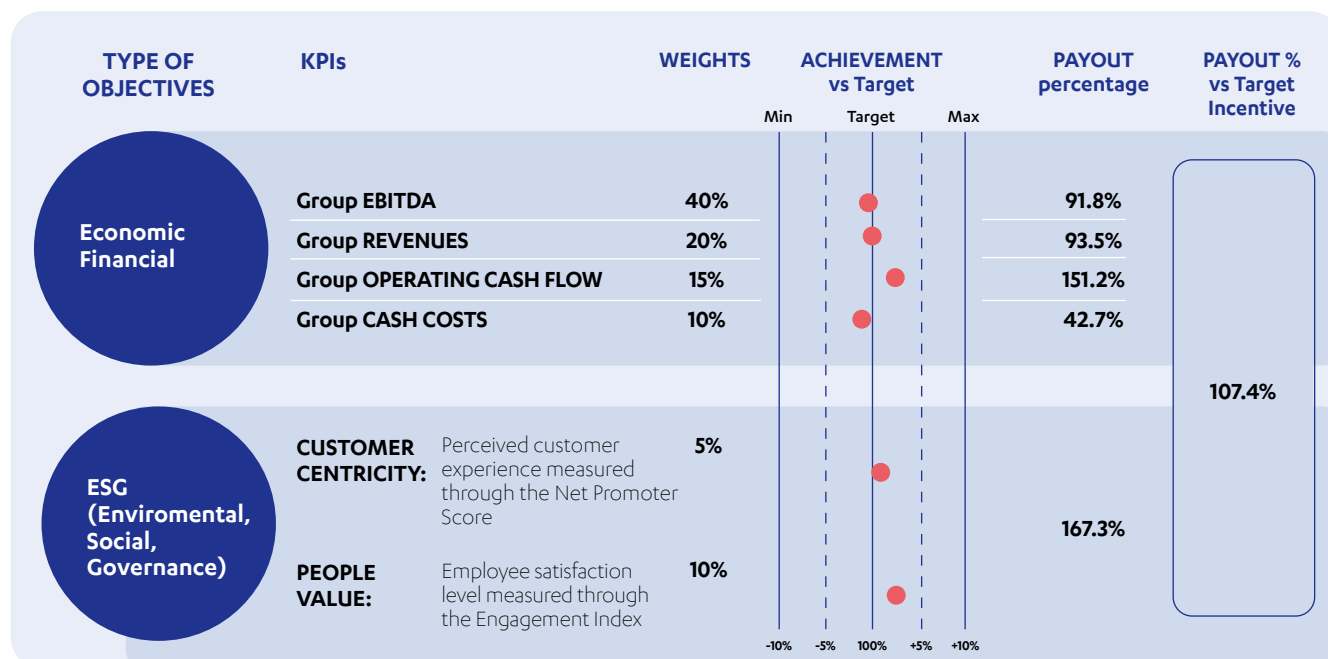 TYPE OF
OBJECTIVES
KPIs
WEIGHTS
ACHIEVEMENT
vs Target
PAYOUT
percentage
PAYOUT %
vs Target
Incentive
Min
Target
Max
Economic
Financial
Group EBITDA 40% 91.8%
Group REVENUES 20% 93.5%
Group OPERATING CASH FLOW 15% 151.2%
Group CASH COSTS 10% 42.7%
107.4%
ESG
(Enviromental,
Social,
Governance)
CUSTOMER
CENTRICITY:
Perceived customer
experience measured
through the Net Promoter
Score
5%
167.3%
PEOPLE
VALUE:
Employee satisfaction
level measured through
the Engagement Index
10%
-10% -5% 100% +5% +10%